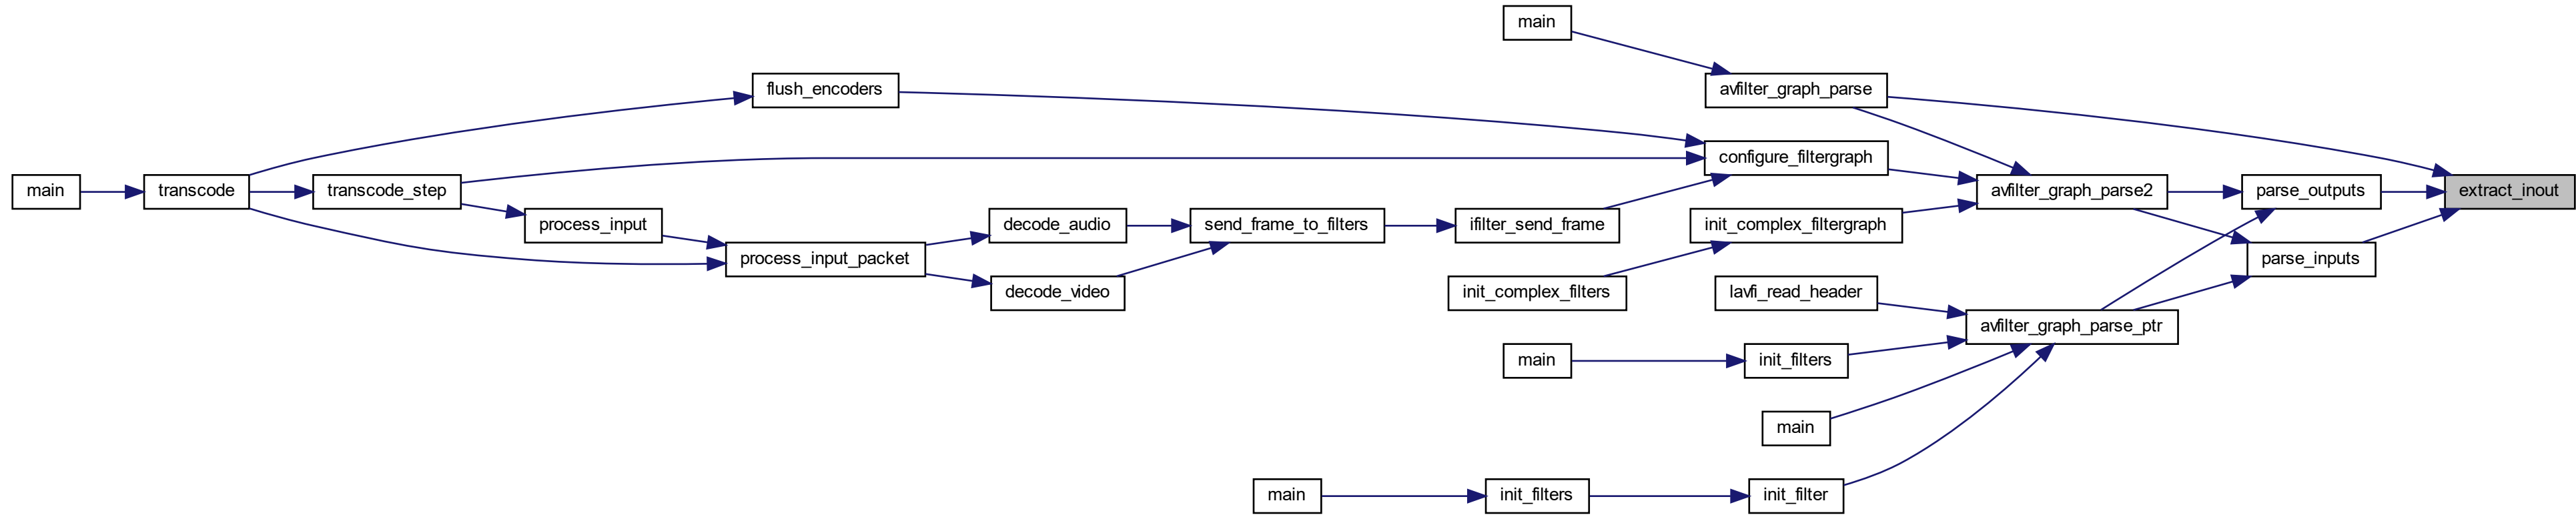 main
flush_encoders
avfilter_graph_parse
configure_filtergraph
main
transcode
transcode_step
avfilter_graph_parse2
parse_outputs
extract_inout
process_input
decode_audio
send_frame_to_filters
ifilter_send_frame
init_complex_filtergraph
process_input_packet
parse_inputs
decode_video
init_complex_filters
lavfi_read_header
avfilter_graph_parse_ptr
main
init_filters
main
main
init_filters
init_filter